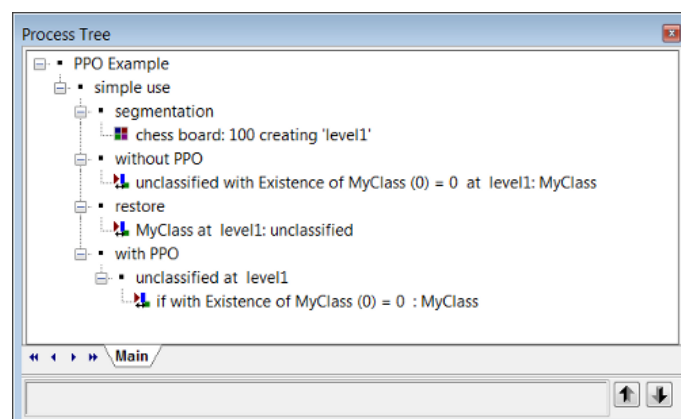 Process Tree
PPO Example
simple use
segmentation
chess board: 100 creating 'level1'
without PPO
unclassified with Existence of MyClass (0) = 0 at level1: MyClass
restore
MyClass at level1: unclassified
with PPO
unclassified at level1
if with Existence of MyClass (0) = 0 : MyClass
Main